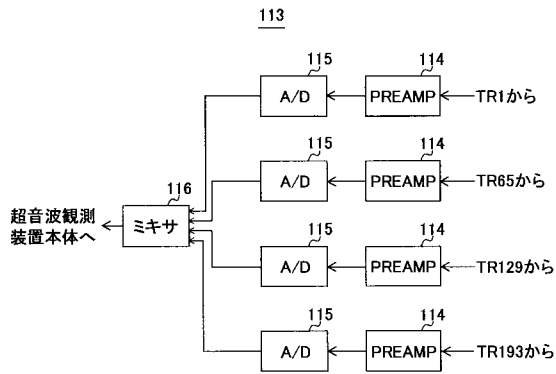 113
115
114
A/D
PREAMP
TR1から
115
114
A/D
PREAMP
TR65から
116
ミキサ
超音波観測
装置本体へ
115
114
A/D
PREAMP
TR129から
115
114
A/D
PREAMP
TR193から